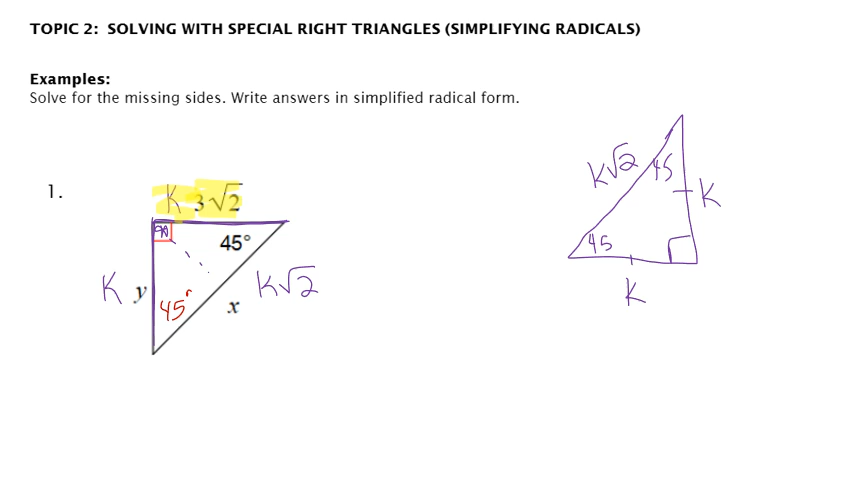 TOPIC 2: SOLVING WITH SPECIAL RIGHT TRIANGLES (SIMPLIFYING RADICALS)
Examples:
Solve for the missing sides. Write answers in simplified radical form.
1.
K 3√2
90
45°
K y
45°
x
K√2
K√2
45
K
45
K